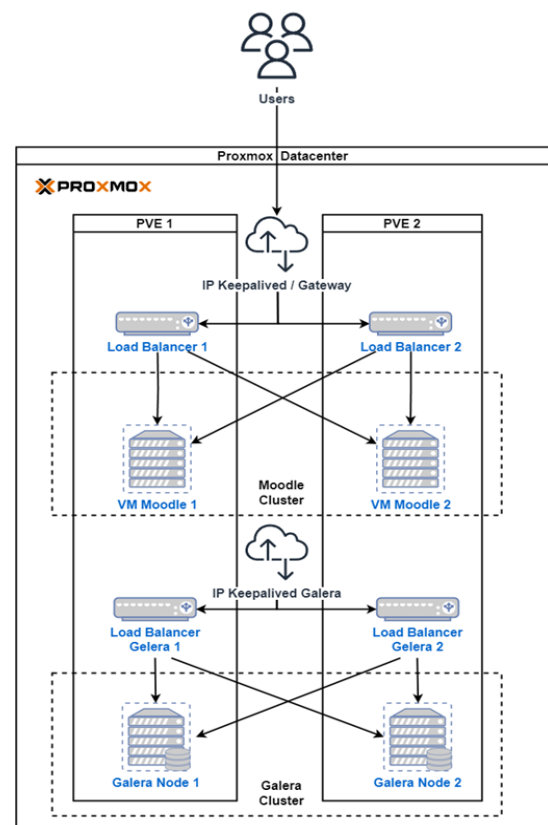 Users
Proxmox Datacenter
PROXMOX
PVE 1
PVE 2
IP Keepalived / Gateway
Load Balancer 1
Load Balancer 2
VM Moodle 1
Moodle
Cluster
VM Moodle 2
IP Keepalived Galera
Load Balancer
Gelera 1
Load Balancer
Gelera 2
Galera Node 1
Galera
Cluster
Galera Node 2